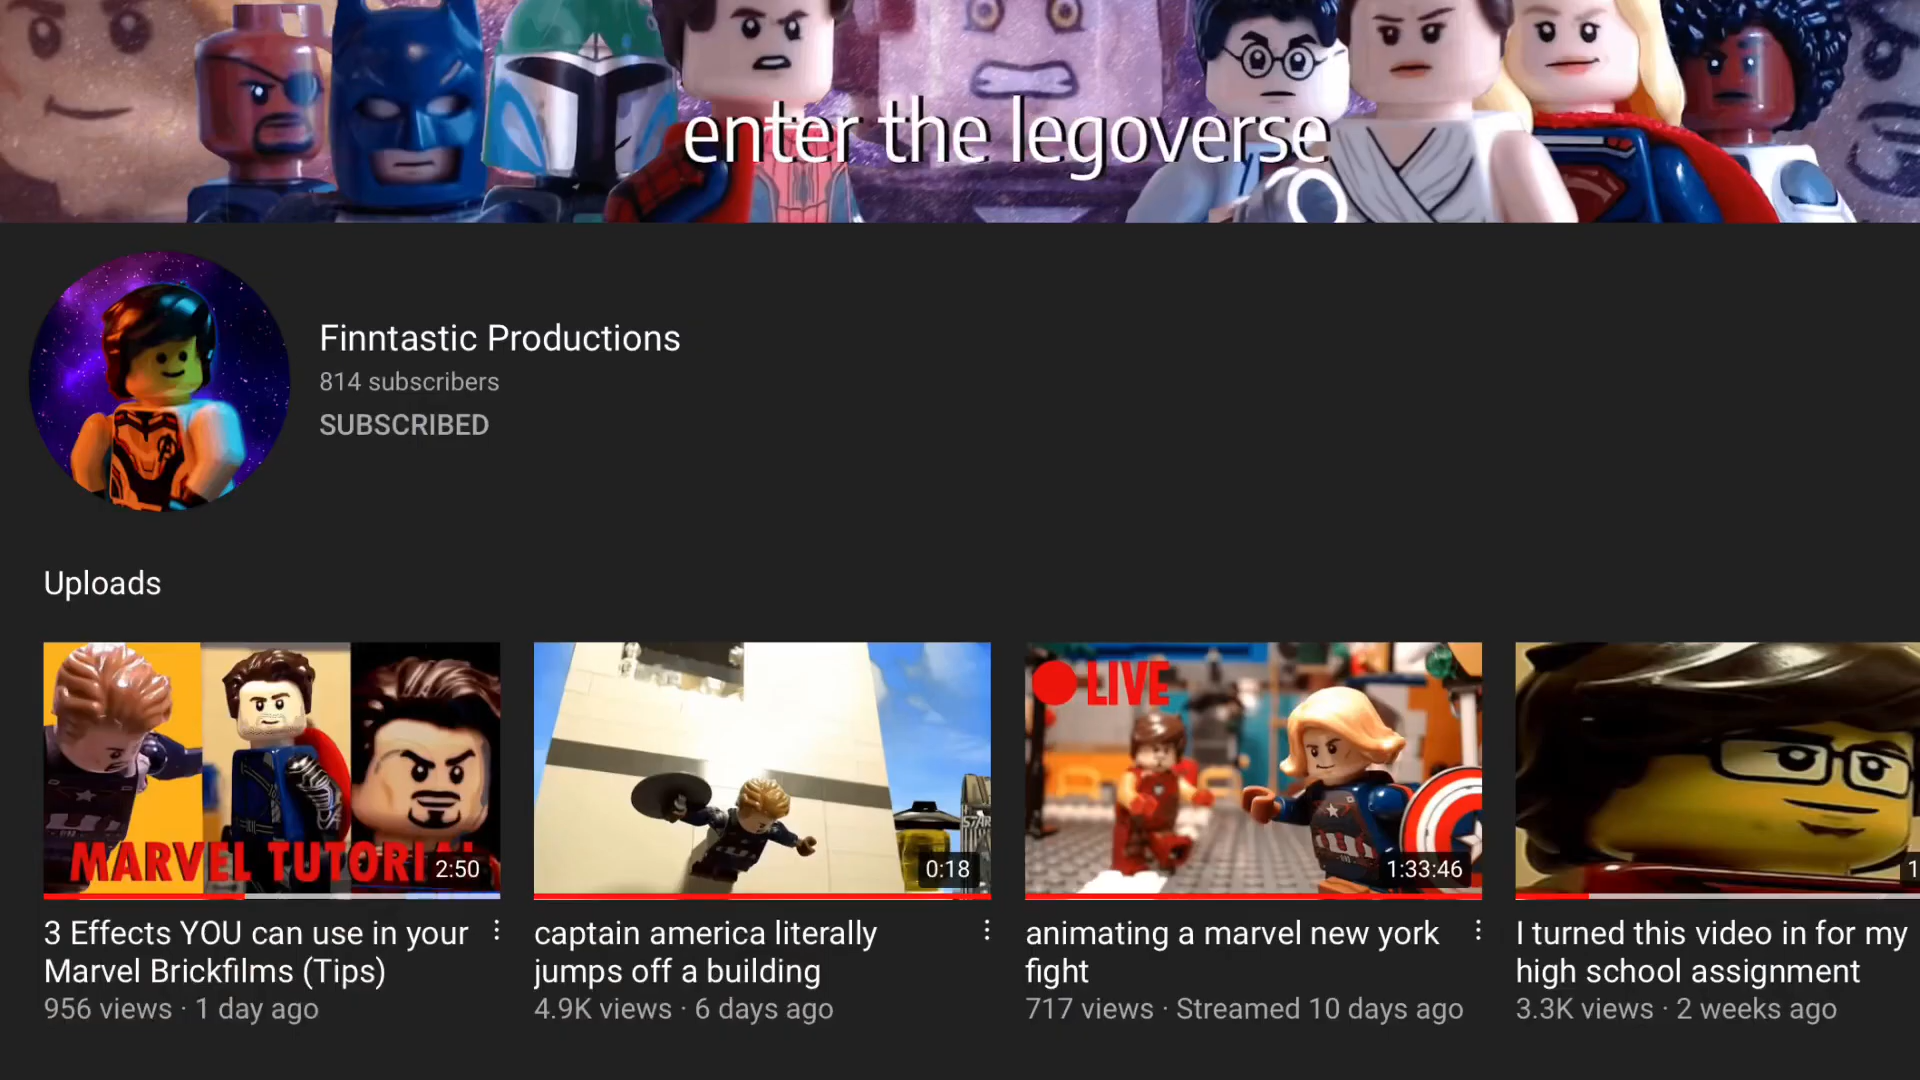 enter the legoverse
Finntastic Productions
814 subscribers
SUBSCRIBED
Uploads
LIVE
MARVEL TUTORI
2:50
0:18
1:33:46
1
3 Effects YOU can use in your
Marvel Brickfilms (Tips)
956 views · 1 day ago
captain america literally
jumps off a building
4.9K views · 6 days ago
animating a marvel new york
fight
717 views · Streamed 10 days ago
I turned this video in for my
high school assignment
3.3K views · 2 weeks ago